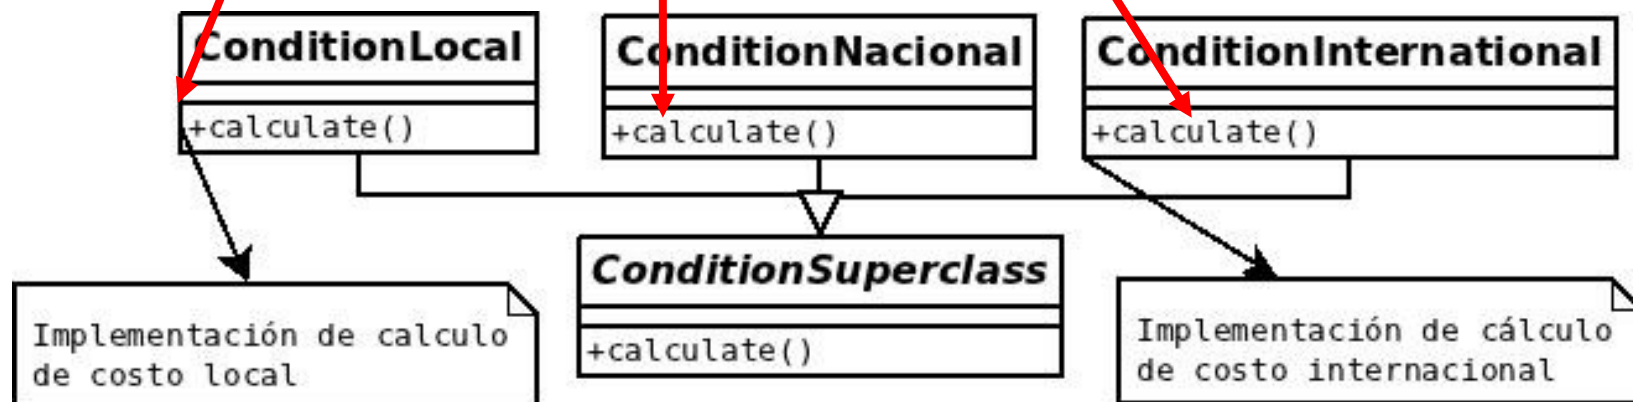 ConditionLocal
+calculate()
ConditionNacional
+calculate()
ConditionInternational
+calculate()
ConditionSuperclass
+calculate()
Implementación de calculo
de costo local
Implementación de cálculo
de costo internacional